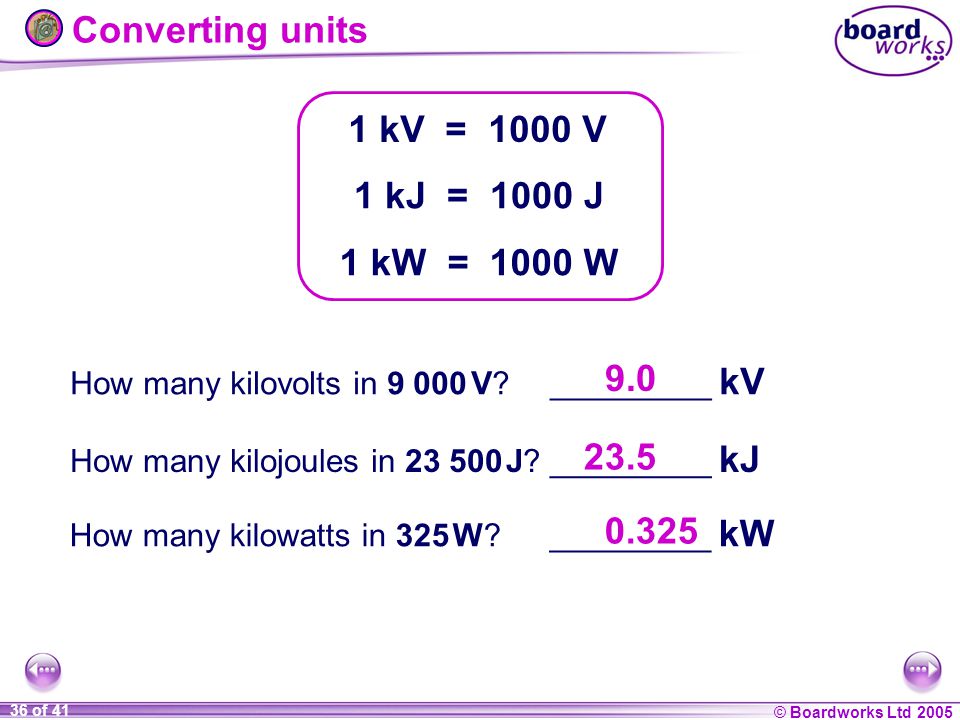 Converting units
board
works
1 kV = 1000 V
1 kJ = 1000 J
1 kW = 1000 W
How many kilovolts in 9 000 V? 9.0 kV
How many kilojoules in 23 500 J? 23.5 kJ
How many kilowatts in 325 W? 0.325 kW
36 of 41
© Boardworks Ltd 2005